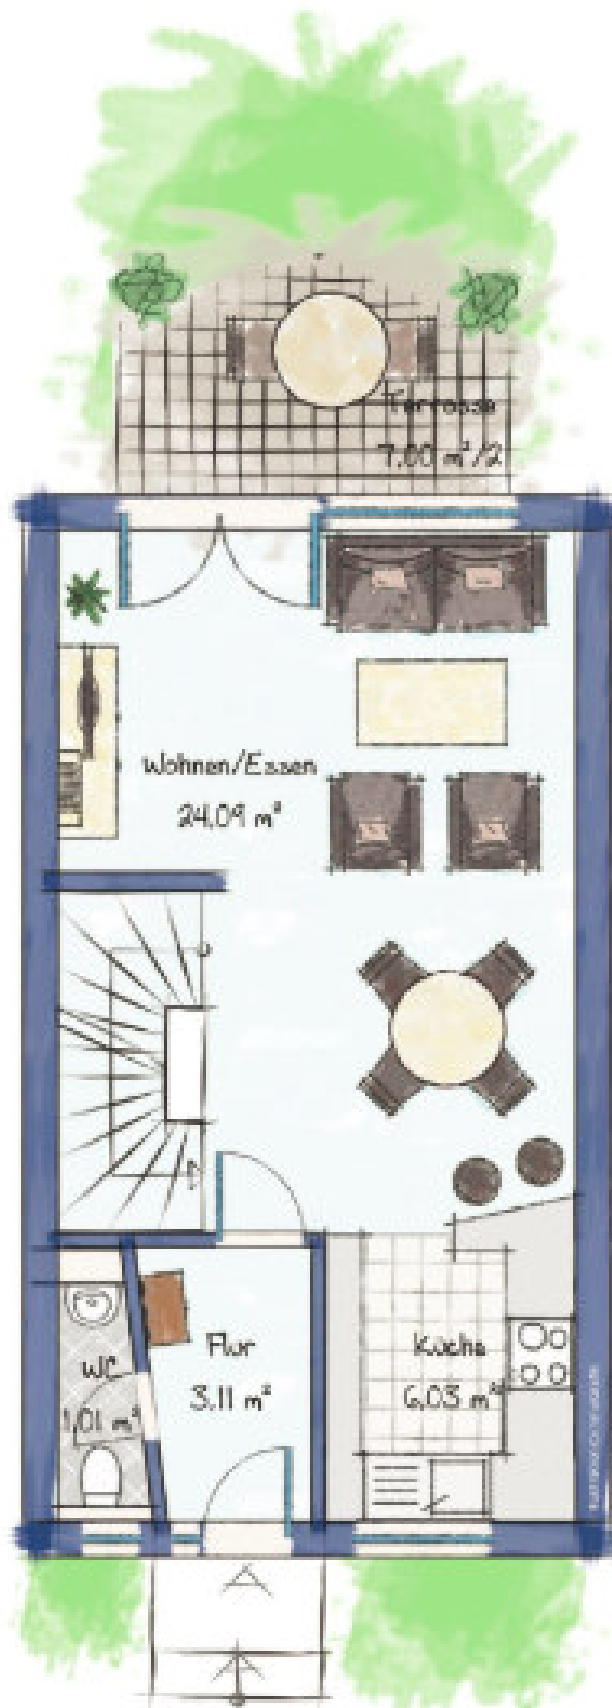 Terrasse
7,00 m²/2
Wohnen/Essen
24,09 m²
Flur
3,11 m²
Küche
6,03 m²
WC
1,01 m²